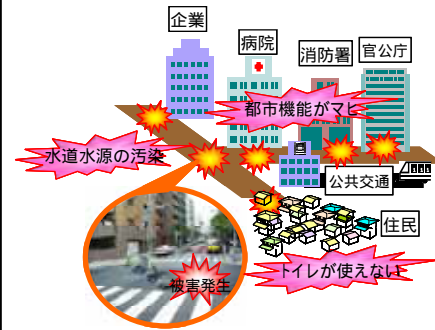 企業
病院
消防署
官公庁
都市機能がマヒ
水道水源の汚染
公共交通
住民
トイレが使えない
被害発生